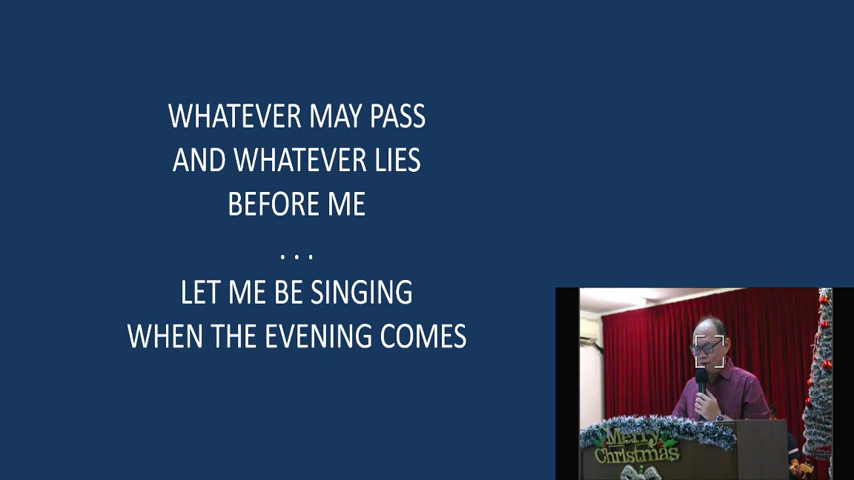 WHATEVER MAY PASS
AND WHATEVER LIES
BEFORE ME
. . .
LET ME BE SINGING
WHEN THE EVENING COMES
Merry
Christmas